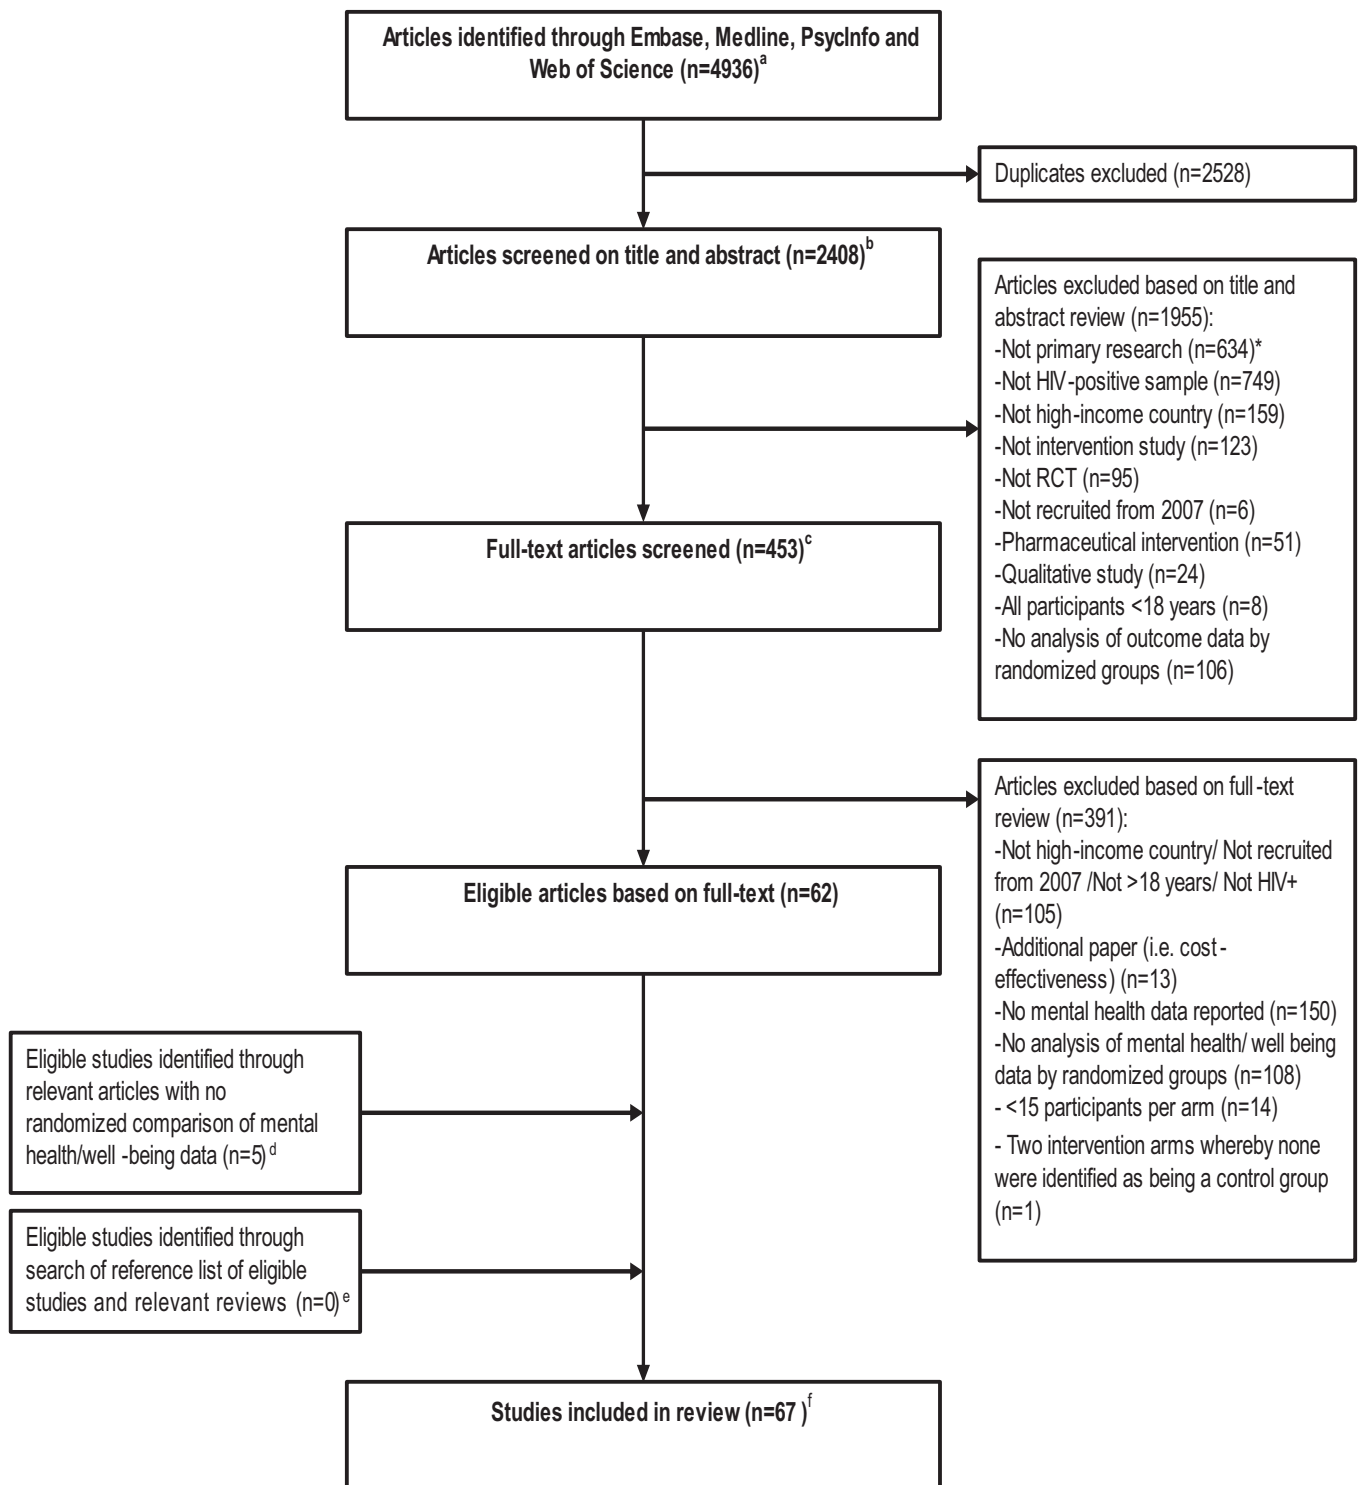 Articles identified through Embase, Medline, PsycInfo and
Web of Science (n=4936)a
Duplicates excluded (n=2528)
Articles screened on title and abstract (n=2408)b
Articles excluded based on title and
abstract review (n=1955):
-Not primary research (n=634)*
-Not HIV-positive sample (n=749)
-Not high-income country (n=159)
-Not intervention study (n=123)
-Not RCT (n=95)
-Not recruited from 2007 (n=6)
-Pharmaceutical intervention (n=51)
-Qualitative study (n=24)
-All participants <18 years (n=8)
-No analysis of outcome data by
randomized groups (n=106)
Full-text articles screened (n=453)c
Articles excluded based on full-text
review (n=391):
-Not high-income country/ Not recruited
from 2007 /Not >18 years/ Not HIV+
(n=105)
-Additional paper (i.e. cost-
effectiveness) (n=13)
-No mental health data reported (n=150)
-No analysis of mental health/ well being
data by randomized groups (n=108)
- <15 participants per arm (n=14)
- Two intervention arms whereby none
were identified as being a control group
(n=1)
Eligible articles based on full-text (n=62)
Eligible studies identified through
relevant articles with no
randomized comparison of mental
health/well -being data (n=5) d
Eligible studies identified through
search of reference list of eligible
studies and relevant reviews (n=0) e
Studies included in review (n=67 )f